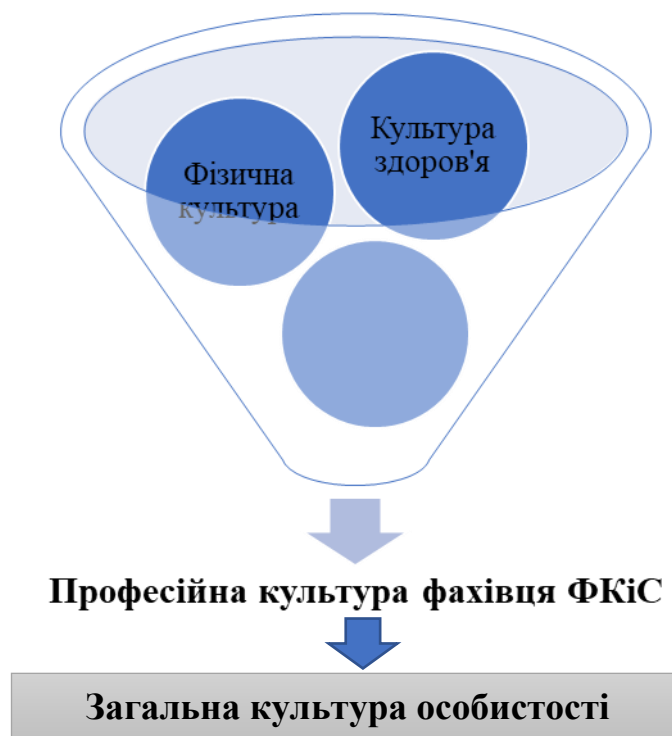 Культура
здоров'я
Фізична
культура
Професійна культура фахівця ФКіС
Загальна культура особистості